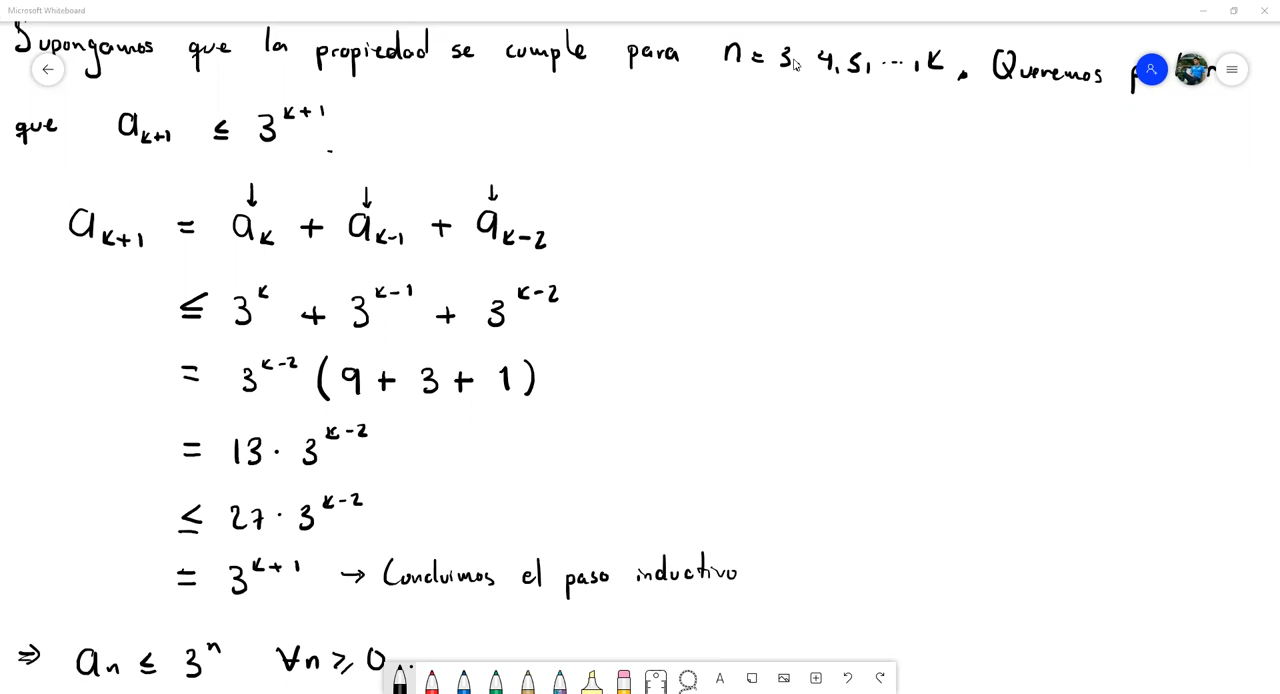 Microsoft Whiteboard
Supongamos que la propiedad se cumple para n = 3, 4, 5, ..., k. Queremos
que a_{k+1} ≤ 3^{k+1}
a_{k+1} = a_k + a_{k-1} + a_{k-2}
≤ 3^k + 3^{k-1} + 3^{k-2}
= 3^{k-2} (9 + 3 + 1)
= 13 · 3^{k-2}
≤ 27 · 3^{k-2}
= 3^{k+1} → Concluimos el paso inductivo
⇒ a_n ≤ 3^n ∀n ≥ 0